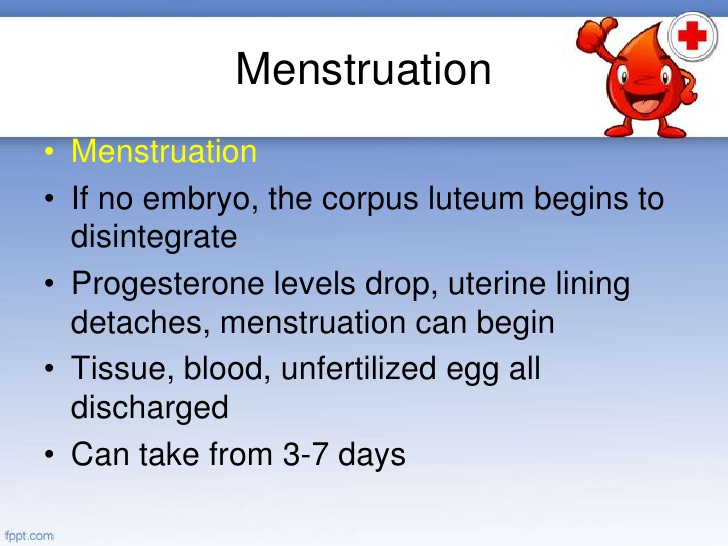 Menstruation
• Menstruation
• If no embryo, the corpus luteum begins to
disintegrate
• Progesterone levels drop, uterine lining
detaches, menstruation can begin
• Tissue, blood, unfertilized egg all
discharged
• Can take from 3-7 days
fppt.com